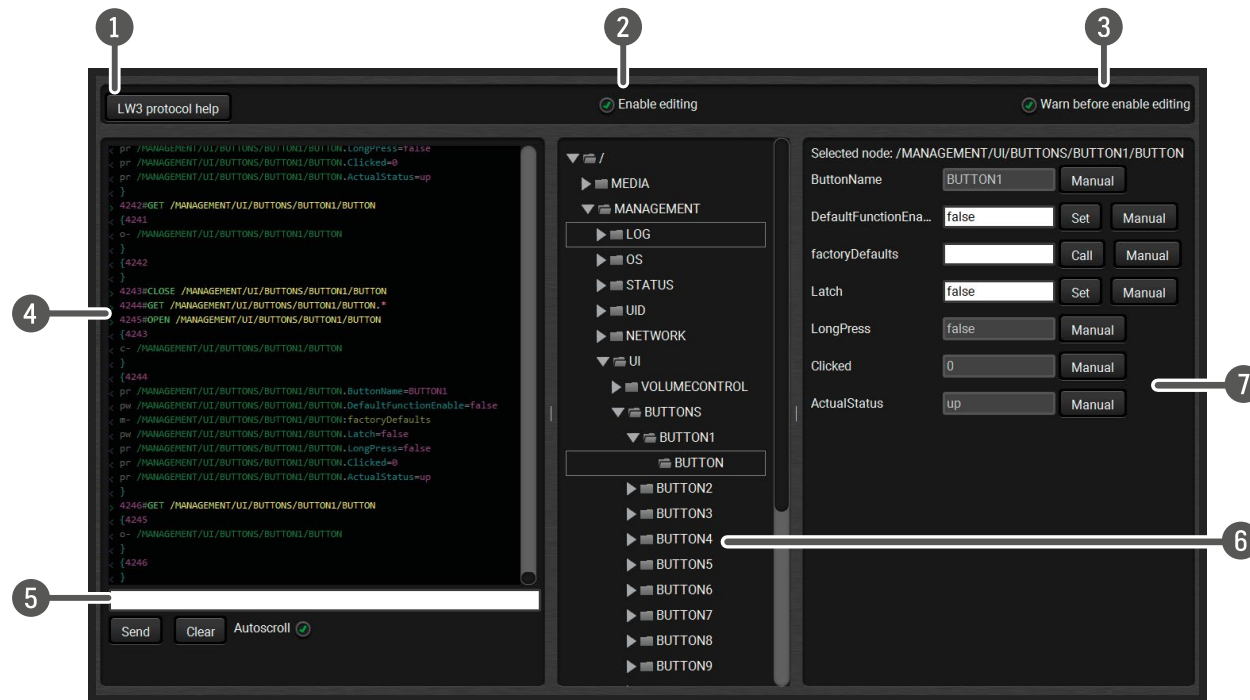 1
2
3
LW3 protocol help
Enable editing
Warn before enable editing
< pr /MANAGEMENT/UI/BUTTONS/BUTTON1/BUTTON.LongPress=false
< pr /MANAGEMENT/UI/BUTTONS/BUTTON1/BUTTON.Clicked=0
< pr /MANAGEMENT/UI/BUTTONS/BUTTON1/BUTTON.ActualStatus=up
< }
> 4242#GET /MANAGEMENT/UI/BUTTONS/BUTTON1/BUTTON
< {4241
< o- /MANAGEMENT/UI/BUTTONS/BUTTON1/BUTTON
< }
< {4242
< }
> 4243#CLOSE /MANAGEMENT/UI/BUTTONS/BUTTON1/BUTTON
> 4244#GET /MANAGEMENT/UI/BUTTONS/BUTTON1/BUTTON.*
> 4245#OPEN /MANAGEMENT/UI/BUTTONS/BUTTON1/BUTTON
< {4243
< c- /MANAGEMENT/UI/BUTTONS/BUTTON1/BUTTON
< }
< {4244
< pr /MANAGEMENT/UI/BUTTONS/BUTTON1/BUTTON.ButtonName=BUTTON1
< pw /MANAGEMENT/UI/BUTTONS/BUTTON1/BUTTON.DefaultFunctionEnable=false
< m- /MANAGEMENT/UI/BUTTONS/BUTTON1/BUTTON:factoryDefaults
< pw /MANAGEMENT/UI/BUTTONS/BUTTON1/BUTTON.Latch=false
< pr /MANAGEMENT/UI/BUTTONS/BUTTON1/BUTTON.LongPress=false
< pr /MANAGEMENT/UI/BUTTONS/BUTTON1/BUTTON.Clicked=0
< pr /MANAGEMENT/UI/BUTTONS/BUTTON1/BUTTON.ActualStatus=up
< }
> 4246#GET /MANAGEMENT/UI/BUTTONS/BUTTON1/BUTTON
< {4245
< o- /MANAGEMENT/UI/BUTTONS/BUTTON1/BUTTON
< }
< {4246
< }
4
5
Send Clear Autoscroll
/
MEDIA
MANAGEMENT
LOG
OS
STATUS
UID
NETWORK
UI
VOLUMECONTROL
BUTTONS
BUTTON1
BUTTON
BUTTON2
BUTTON3
BUTTON4
BUTTON5
BUTTON6
BUTTON7
BUTTON8
BUTTON9
6
Selected node: /MANAGEMENT/UI/BUTTONS/BUTTON1/BUTTON
ButtonName BUTTON1 Manual
DefaultFunctionEna... false Set Manual
factoryDefaults Call Manual
Latch false Set Manual
LongPress false Manual
Clicked 0 Manual
ActualStatus up Manual
7